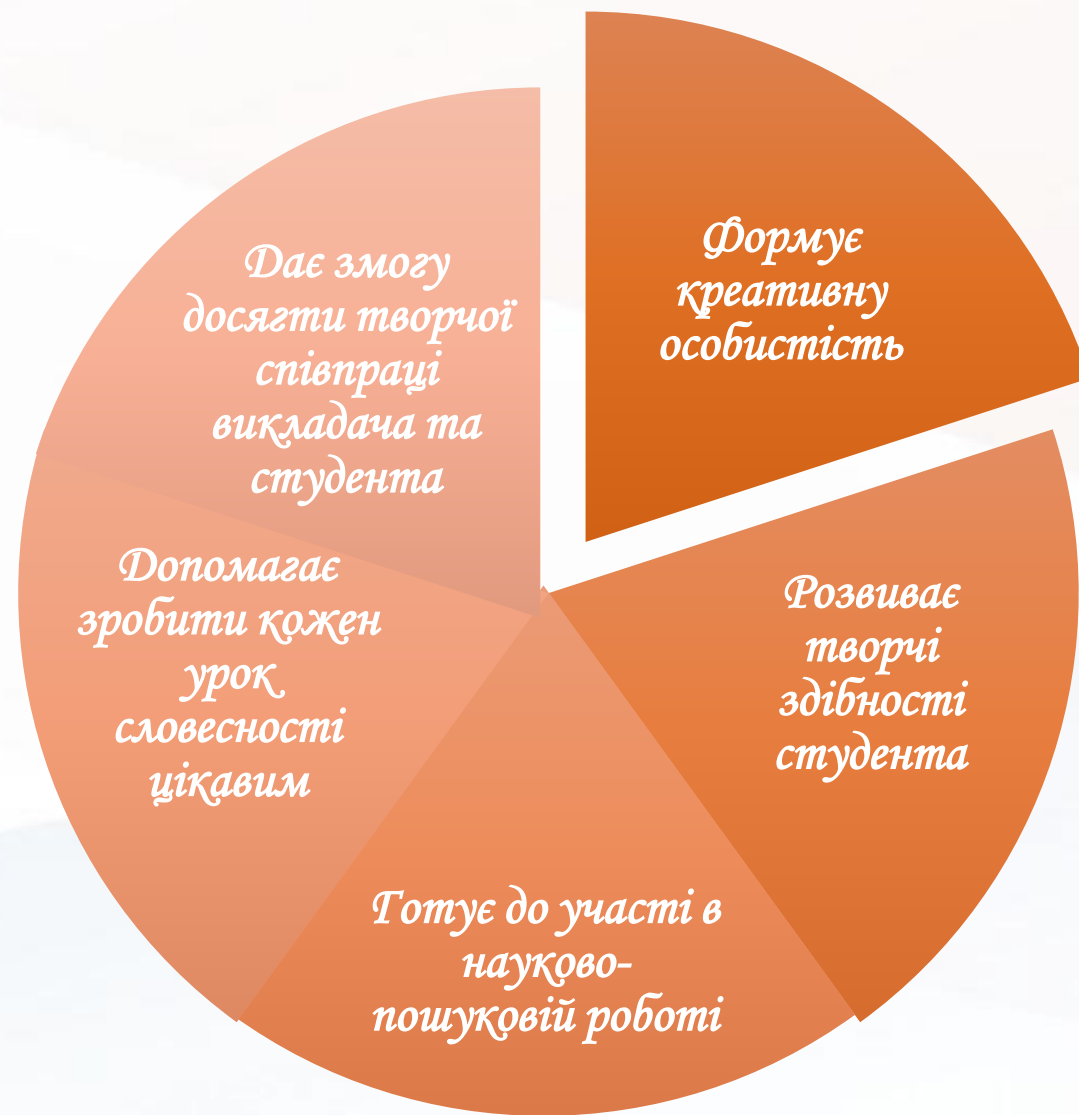 Формує
креативну
особистість
Розвиває
творчі
здібності
студента
Готує до участі в
науково-
пошуковій роботі
Допомагає
зробити кожен
урок
словесності
цікавим
Дає змогу
досягти творчої
співпраці
викладача та
студента